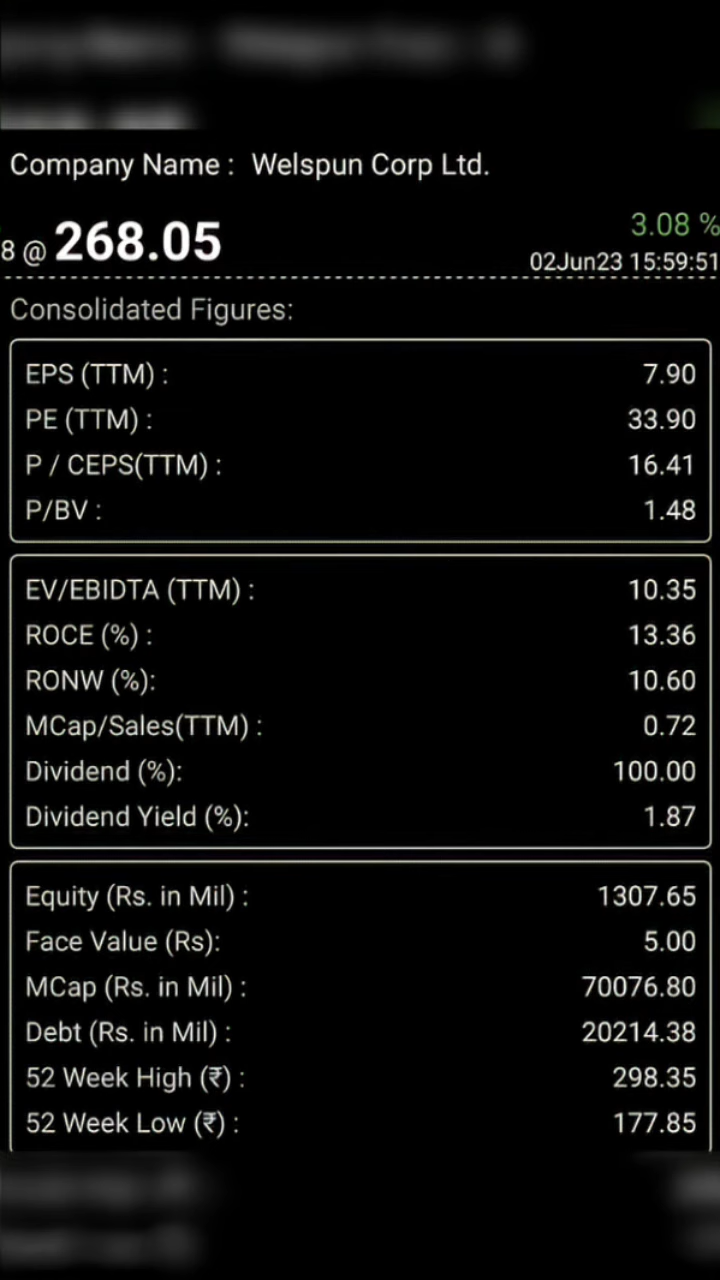 Company Name : Welspun Corp Ltd.
3.08 %
8 @ 268.05
02Jun23 15:59:51
Consolidated Figures:
EPS (TTM) : 7.90
PE (TTM) : 33.90
P / CEPS(TTM) : 16.41
P/BV : 1.48
EV/EBIDTA (TTM) : 10.35
ROCE (%) : 13.36
RONW (%): 10.60
MCap/Sales(TTM) : 0.72
Dividend (%): 100.00
Dividend Yield (%): 1.87
Equity (Rs. in Mil) : 1307.65
Face Value (Rs): 5.00
MCap (Rs. in Mil) : 70076.80
Debt (Rs. in Mil) : 20214.38
52 Week High (₹) : 298.35
52 Week Low (₹) : 177.85